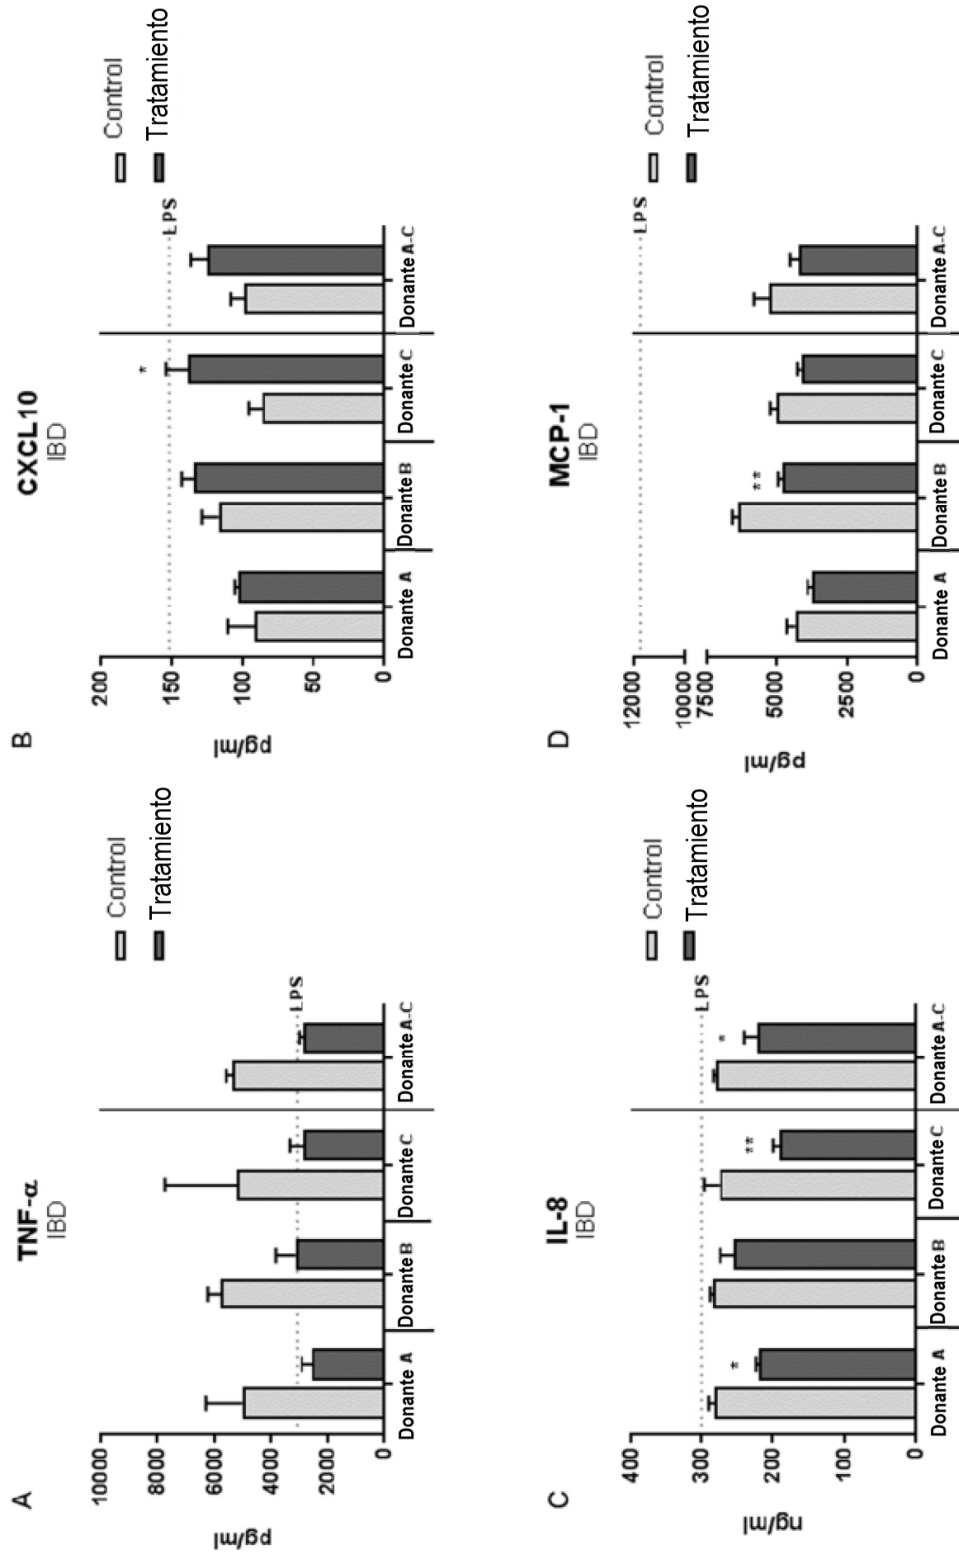 A
TNF-α
IBD
Control
Tratamiento
10000
8000
6000
4000
2000
0
pg/ml
LPS
Donante A
Donante B
Donante C
Donante A-C
B
CXCL10
IBD
Control
Tratamiento
200
150
100
50
0
pg/ml
LPS
*
Donante A
Donante B
Donante C
Donante A-C
C
IL-8
IBD
Control
Tratamiento
400
300
200
100
0
ng/ml
LPS
*
**
*
Donante A
Donante B
Donante C
Donante A-C
D
MCP-1
IBD
Control
Tratamiento
12000
10000
7500
5000
2500
0
pg/ml
LPS
**
Donante A
Donante B
Donante C
Donante A-C